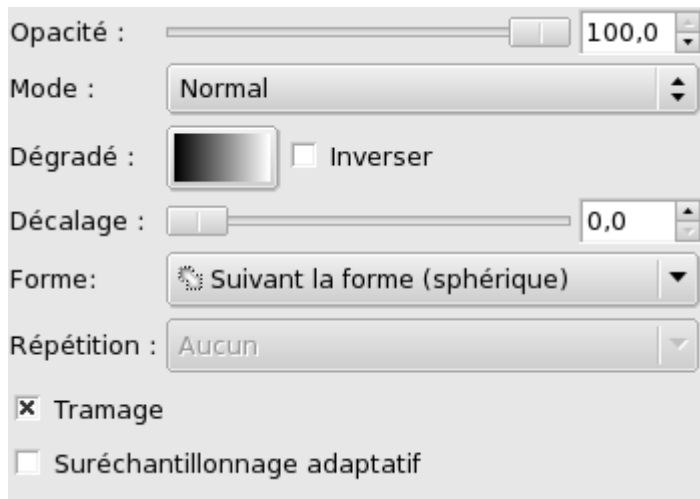 Opacité : 100,0
Mode : Normal
Dégradé : Inverser
Décalage : 0,0
Forme: Suivant la forme (sphérique)
Répétition : Aucun
Tramage
Suréchantillonnage adaptatif